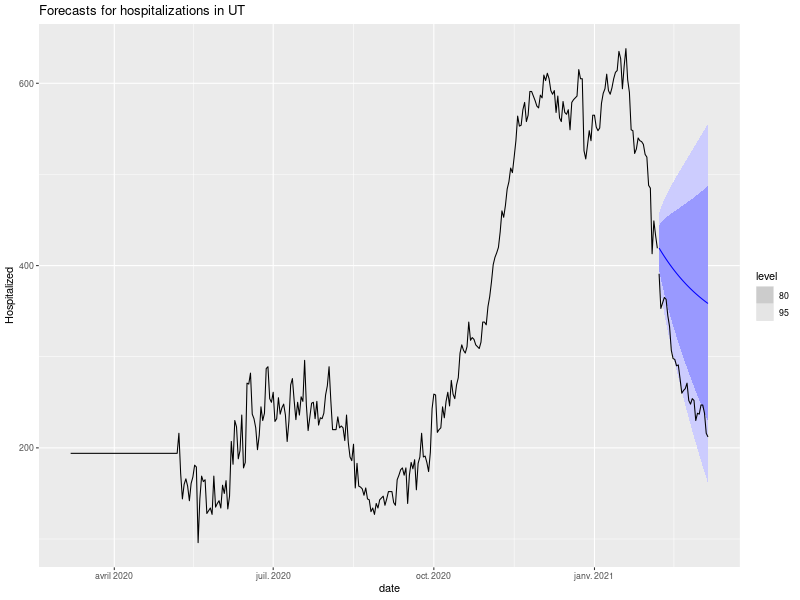 Forecasts for hospitalizations in UT
Hospitalized
600
400
200
avril 2020
juil. 2020
oct. 2020
janv. 2021
date
level
80
95